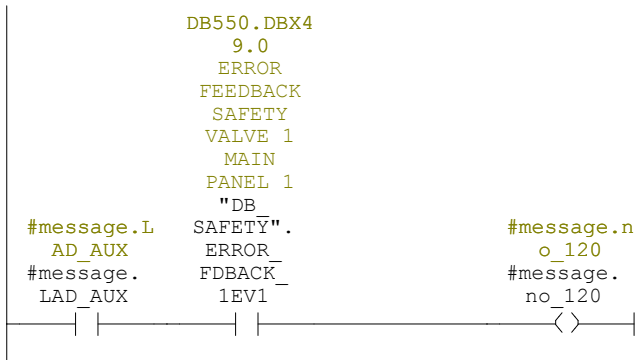 DB550.DBX4
9.0
ERROR
FEEDBACK
SAFETY
VALVE 1
MAIN
PANEL 1
"DB_
#message.L SAFETY". #message.n
AD_AUX ERROR_ o_120
#message. FDBACK_ #message.
LAD_AUX 1EV1 no_120